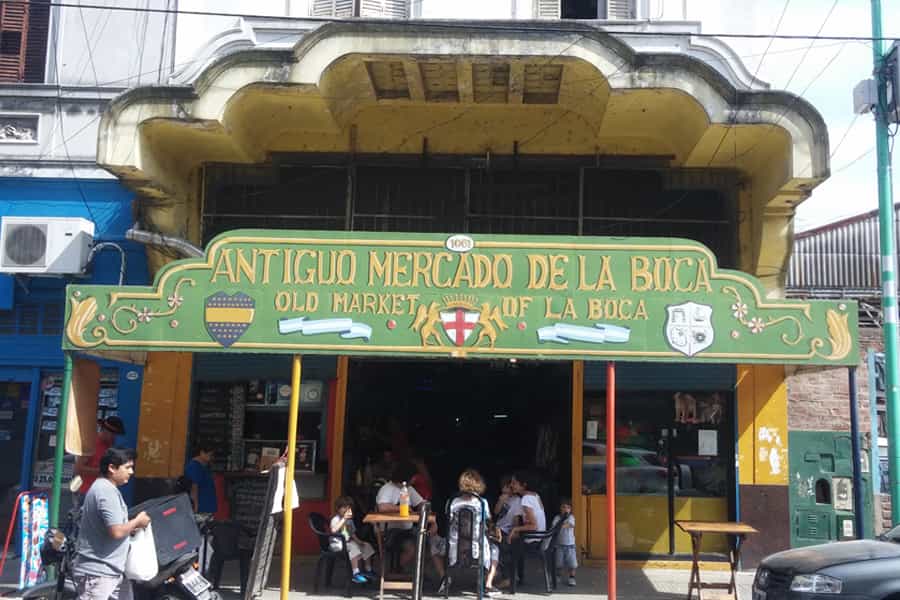 1061
ANTIGUO MERCADO DE LA BOCA
OLD MARKET OF LA BOCA